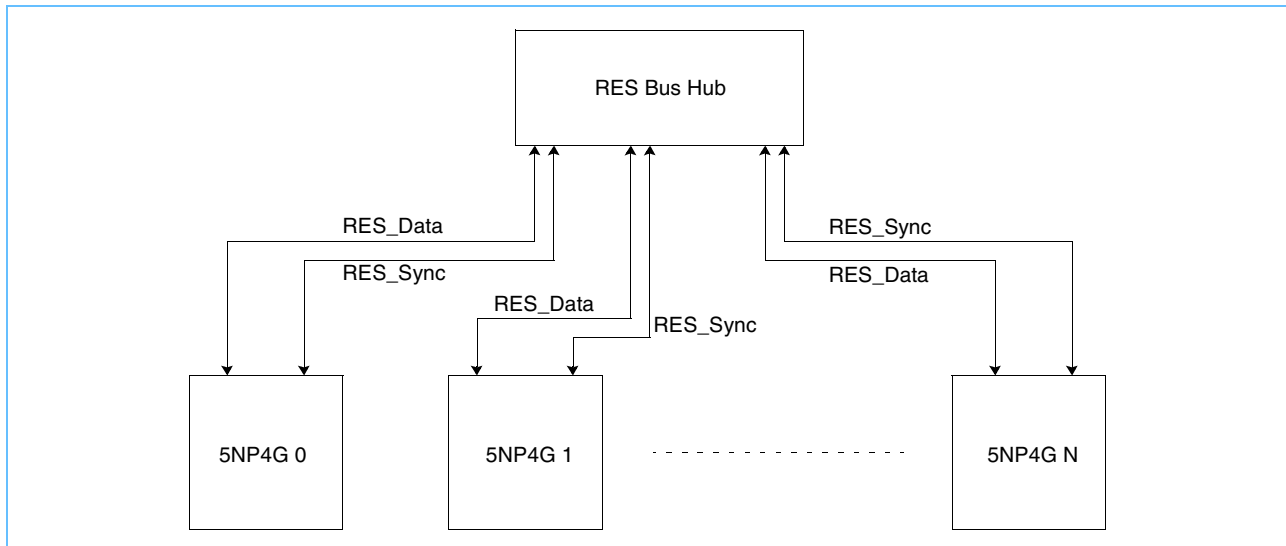 RES Bus Hub
RES_Data
RES_Sync
RES_Sync
RES_Data
RES_Data
RES_Sync
5NP4G 0
5NP4G 1
5NP4G N